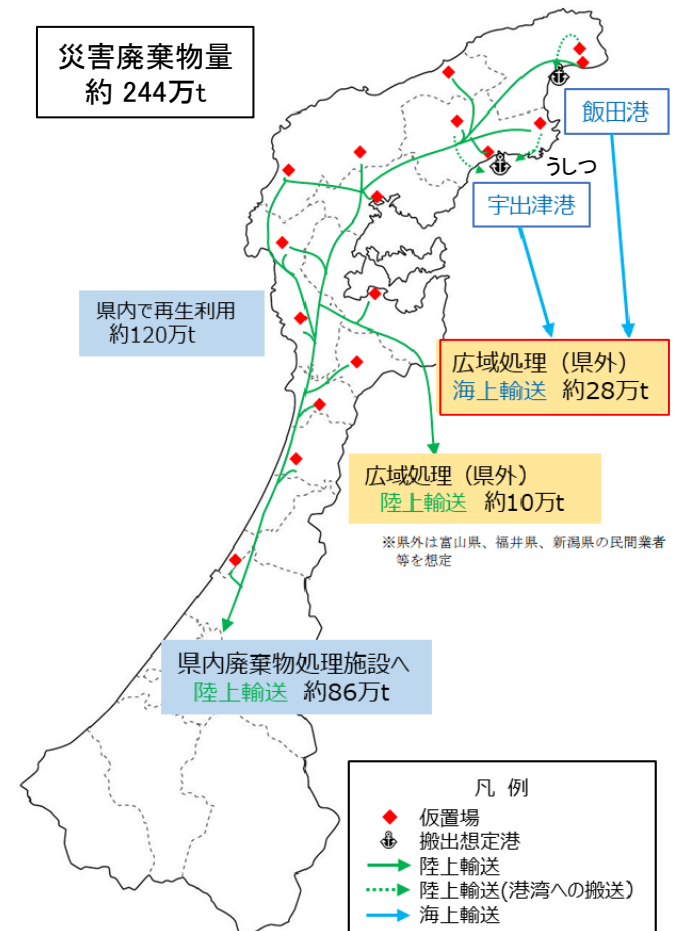 災害廃棄物量
約 244万t
飯田港
うしつ
宇出津港
県内で再生利用
約120万t
広域処理（県外）
海上輸送 約28万t
広域処理（県外）
陸上輸送 約10万t
※県外は富山県、福井県、新潟県の民間業者
等を想定
県内廃棄物処理施設へ
陸上輸送 約86万t
凡 例
仮置場
搬出想定港
陸上輸送
陸上輸送(港湾への搬送）
海上輸送